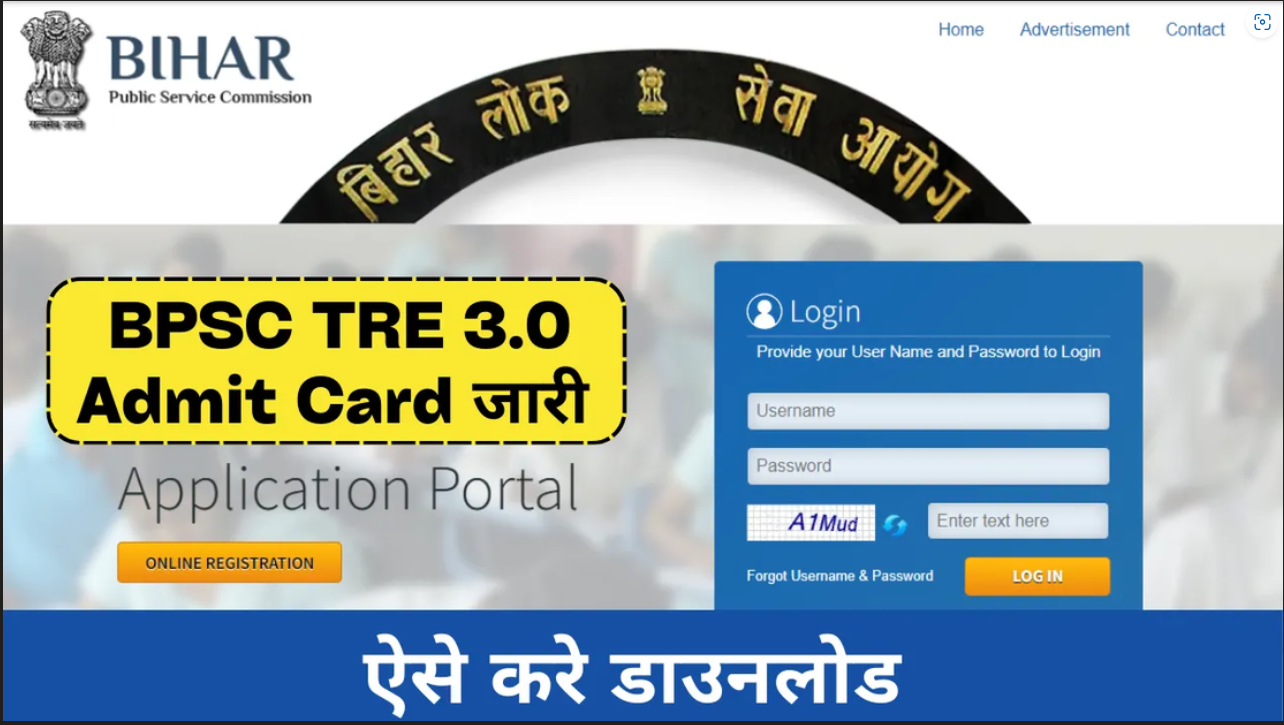 BIHAR
Public Service Commission
सत्यमेव जयते
Home Advertisement Contact
बिहार लोक सेवा आयोग
BPSC TRE 3.0
Admit Card जारी
Application Portal
ONLINE REGISTRATION
Login
Provide your User Name and Password to Login
Username
Password
A1Mud
Enter text here
Forgot Username & Password
LOG IN
ऐसे करे डाउनलोड